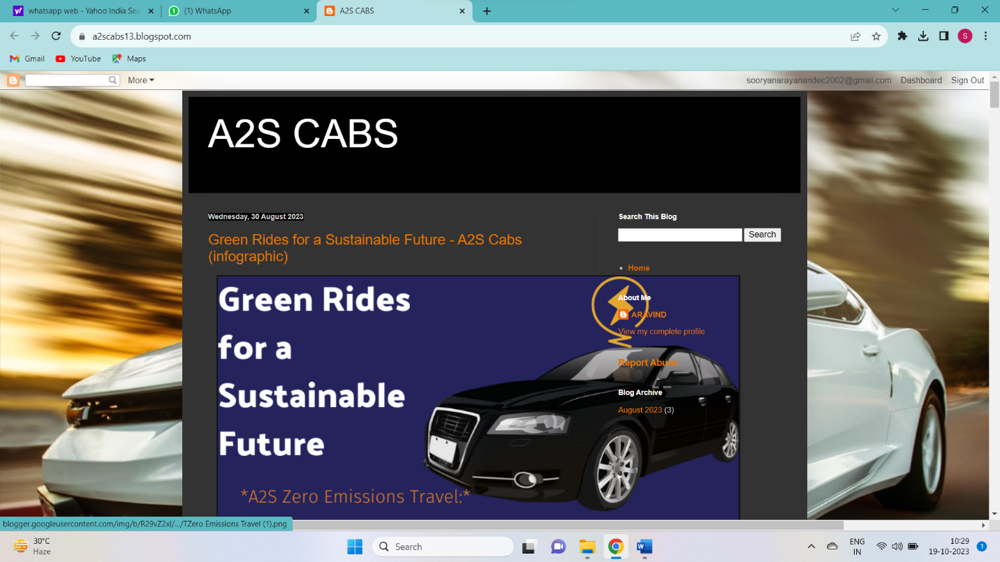 whatsapp web - Yahoo India Sea
(1) WhatsApp
A2S CABS
a2scabs13.blogspot.com
S
Gmail
YouTube
Maps
More
sooryanarayanandec2002@gmail.com
Dashboard
Sign Out
A2S CABS
Wednesday, 30 August 2023
Green Rides for a Sustainable Future - A2S Cabs
(infographic)
Green Rides
for a
Sustainable
Future
*A2S Zero Emissions Travel:*
Search This Blog
Search
Home
About Me
ARAVIND
View my complete profile
Report Abuse
Blog Archive
August 2023 (3)
blogger.googleusercontent.com/img/b/R29vZ2xl/.../TZero Emissions Travel (1).png
30°C
Haze
Search
ENG
IN
10:29
19-10-2023
1